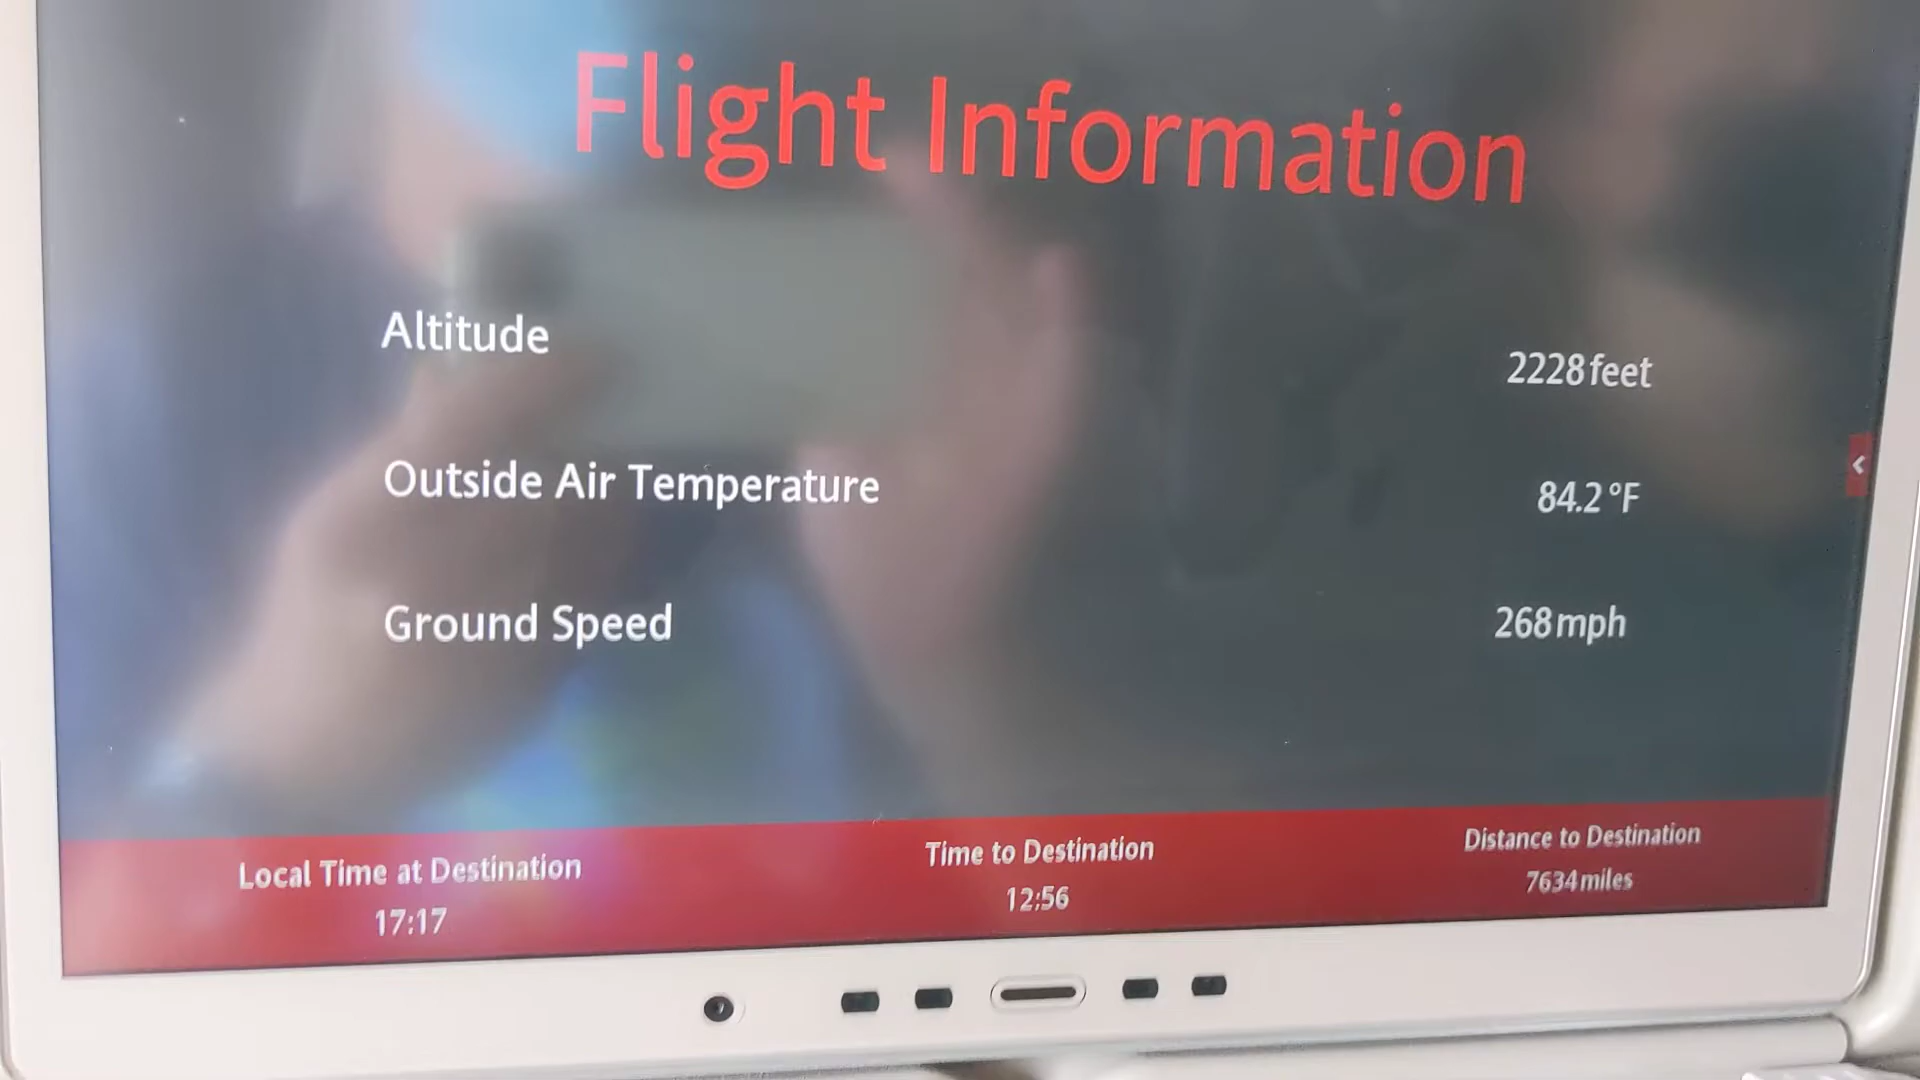 Flight Information
Altitude
2228 feet
Outside Air Temperature
84.2 °F
Ground Speed
268 mph
Local Time at Destination
17:17
Time to Destination
12:56
Distance to Destination
7634 miles